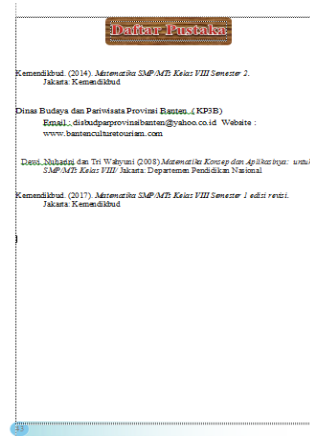 Daftar Pustaka
Kemendikbud. (2014). Matematika SMP/MTs Kelas VIII Semester 2.
Jakarta: Kemendikbud
Dinas Budaya dan Pariwisata Provinsi Banten. ( KP3B)
Email : disbudparprovinsibanten@yahoo.co.id Website :
www.bantenculturetourism.com
Dewi, Nuharini dan Tri Wahyuni (2008) Matematika Konsep dan Aplikasinya: untuk
SMP/MTs Kelas VIII/ Jakarta: Departemen Pendidikan Nasional
Kemendikbud. (2017). Matematika SMP/MTs Kelas VIII Semester 1 edisi revisi.
Jakarta: Kemendikbud